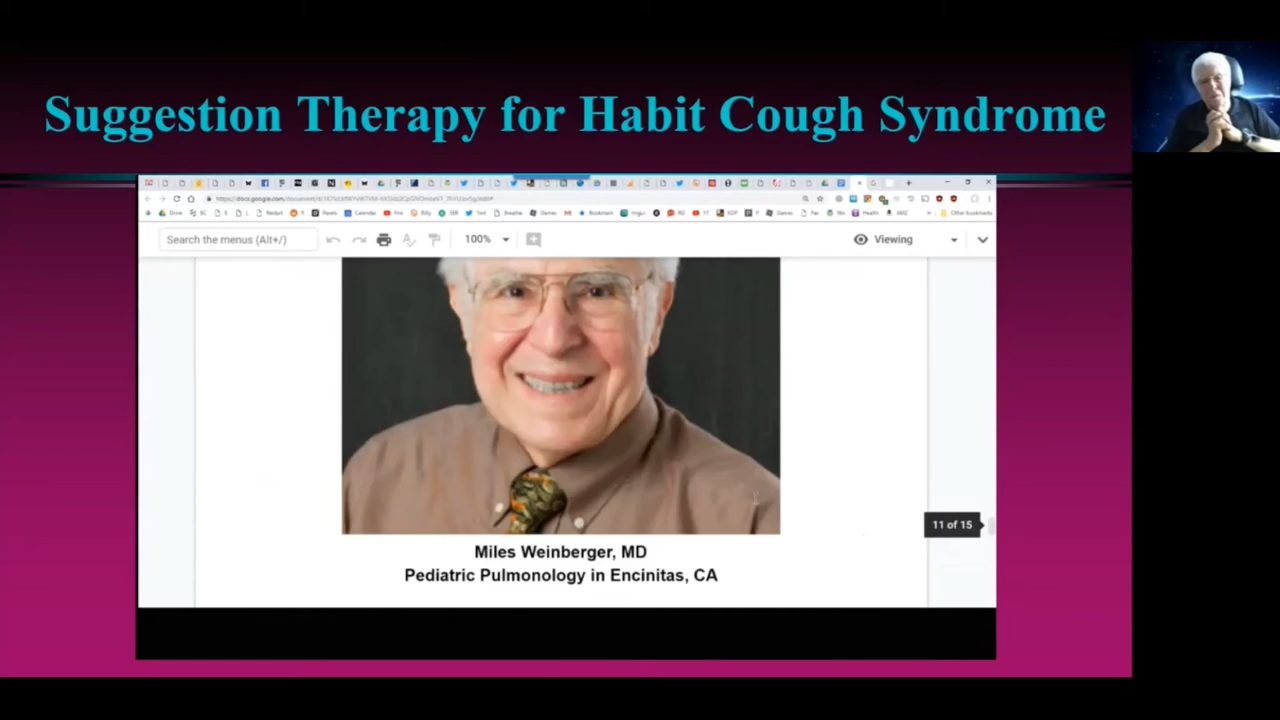 Suggestion Therapy for Habit Cough Syndrome
Search the menus (Alt+/)
100%
Viewing
11 of 15
Miles Weinberger, MD
Pediatric Pulmonology in Encinitas, CA